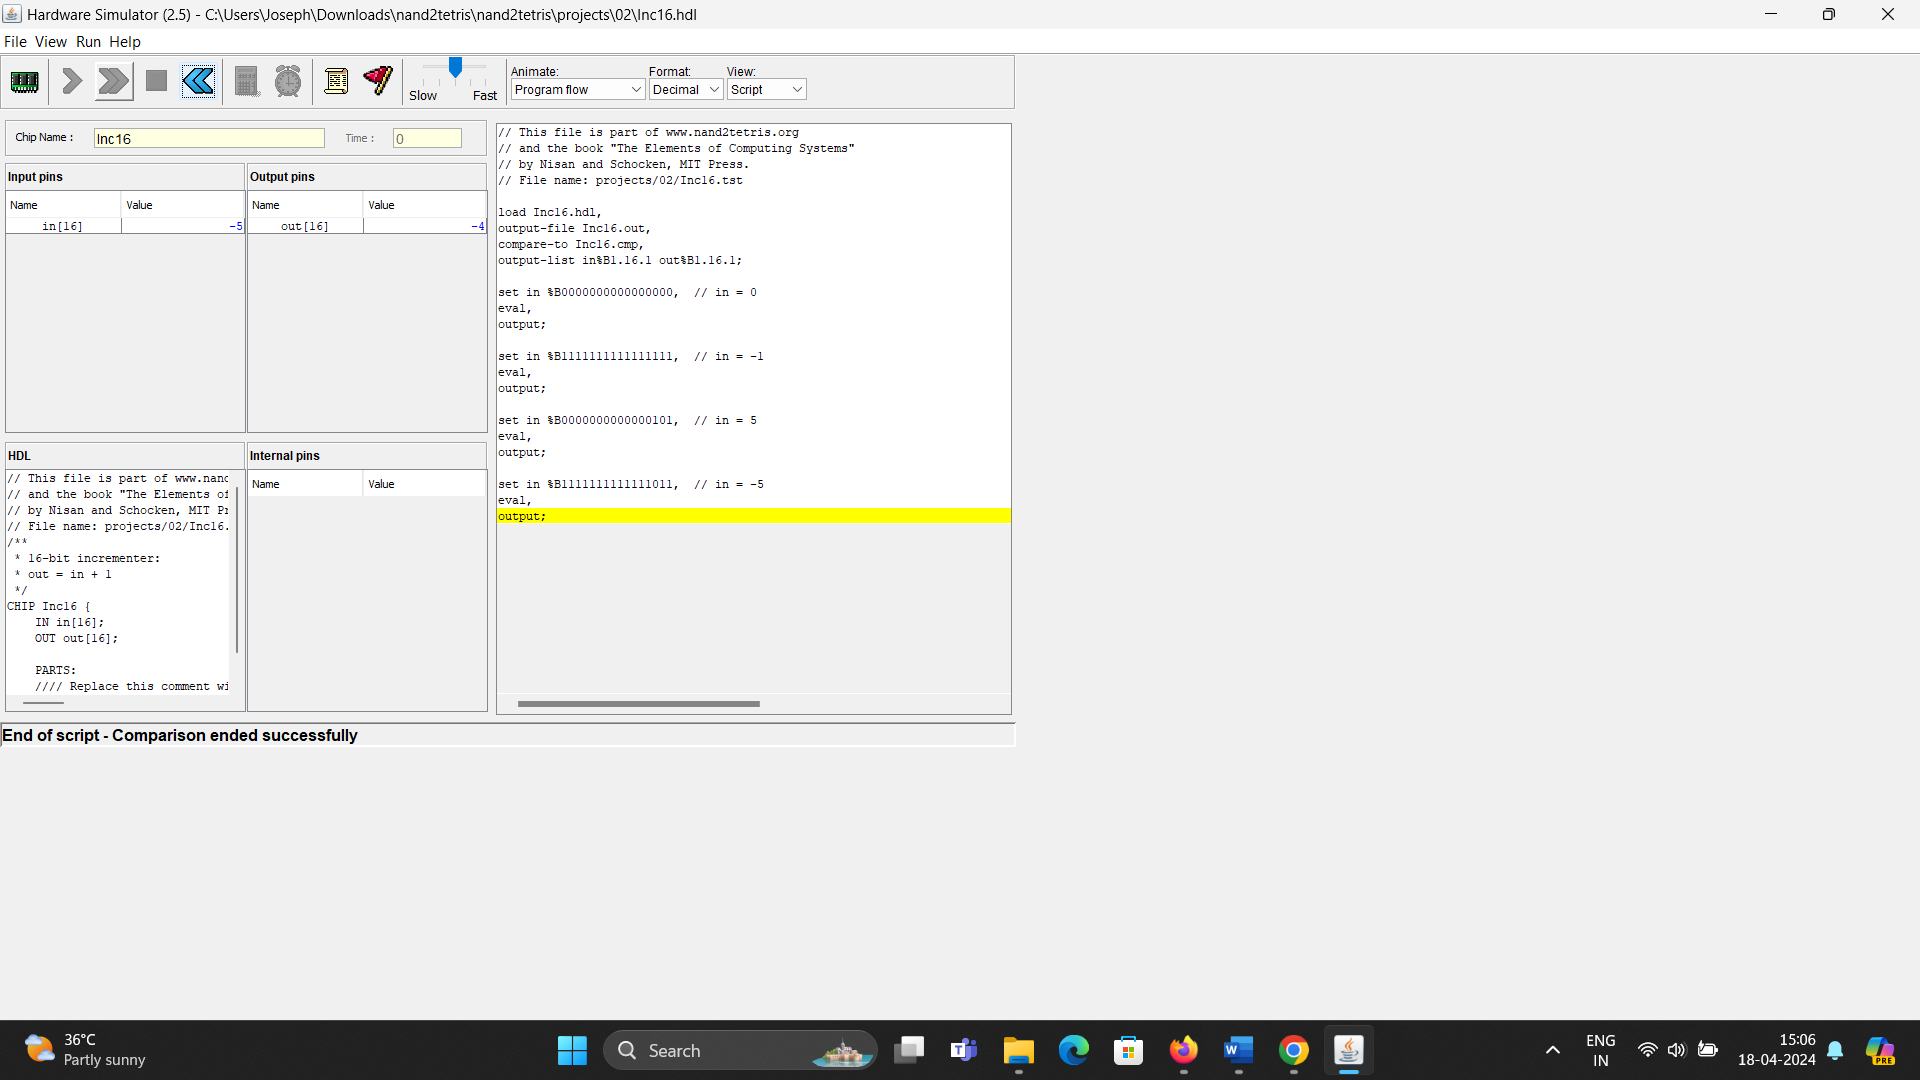 Hardware Simulator (2.5) - C:\Users\Joseph\Downloads\nand2tetris\nand2tetris\projects\02\Inc16.hdl
File View Run Help
Slow Fast
Animate: Format: View:
Program flow Decimal Script
Chip Name : Inc16 Time : 0
Input pins
Name Value
in[16] -5
Output pins
Name Value
out[16] -4
HDL
// This file is part of www.nand
// and the book "The Elements of
// by Nisan and Schocken, MIT Pr
// File name: projects/02/Inc16.
/**
* 16-bit incrementer:
* out = in + 1
*/
CHIP Inc16 {
IN in[16];
OUT out[16];
PARTS:
//// Replace this comment wi
Internal pins
Name Value
// This file is part of www.nand2tetris.org
// and the book "The Elements of Computing Systems"
// by Nisan and Schocken, MIT Press.
// File name: projects/02/Inc16.tst
load Inc16.hdl,
output-file Inc16.out,
compare-to Inc16.cmp,
output-list in%B1.16.1 out%B1.16.1;
set in %B0000000000000000,  // in = 0
eval,
output;
set in %B1111111111111111,  // in = -1
eval,
output;
set in %B0000000000000101,  // in = 5
eval,
output;
set in %B1111111111111011,  // in = -5
eval,
output;
End of script - Comparison ended successfully
36°C
Partly sunny
Search
ENG
IN
15:06
18-04-2024
PRE